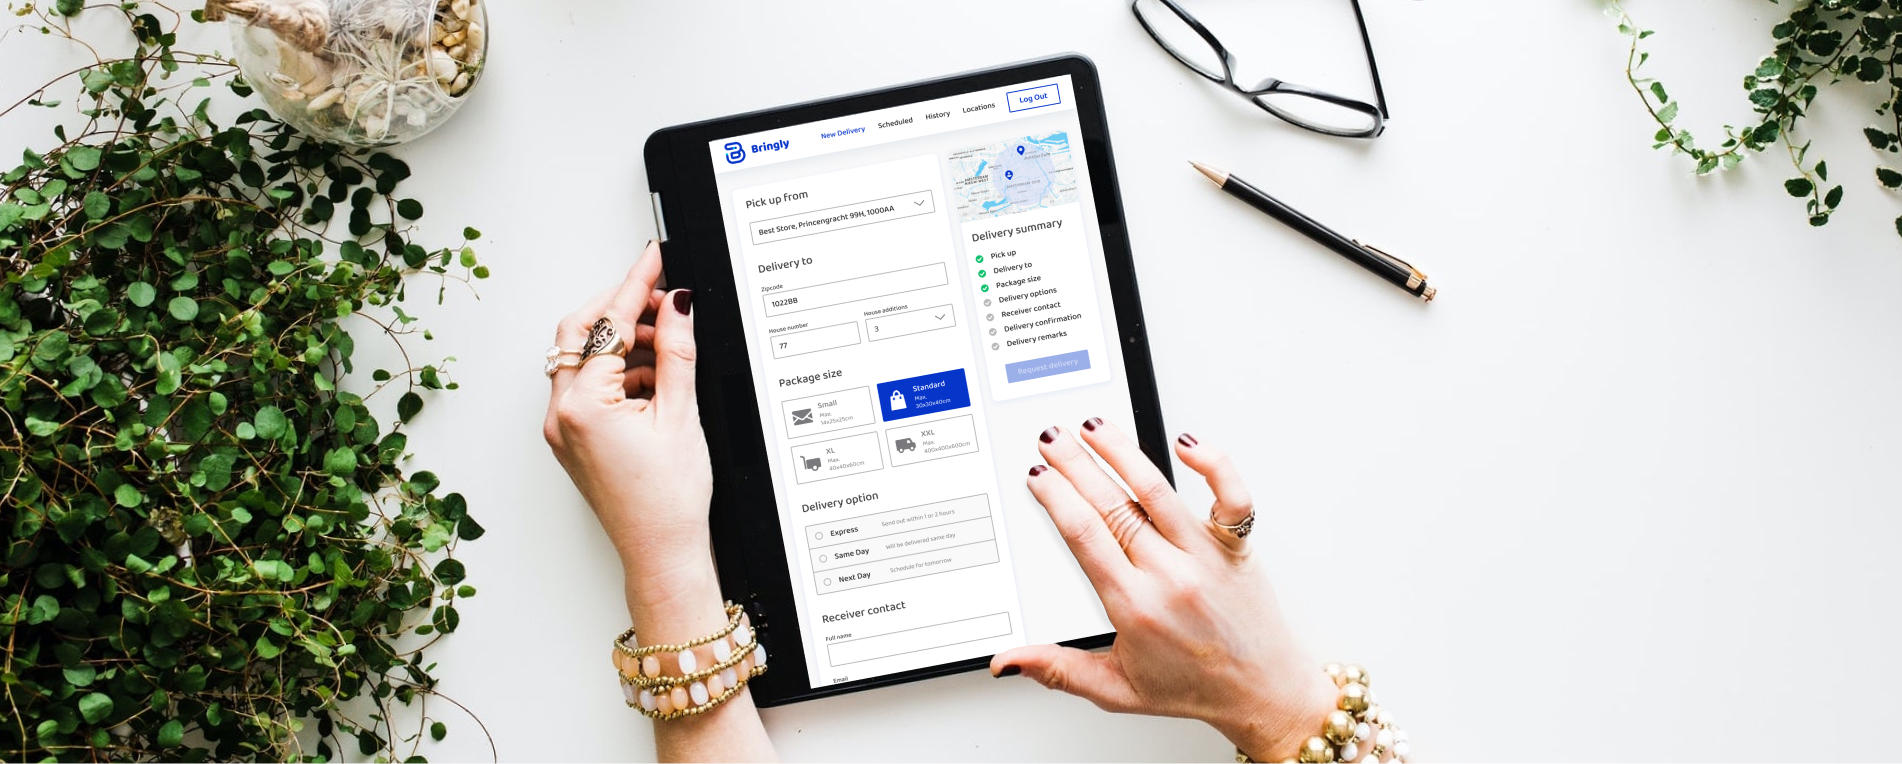 Bringly
New Delivery
Scheduled
History
Locations
Log Out
Pick up from
Best Store, Princengracht 99H, 1000AA
Delivery to
Zipcode
1022BB
House number
House additions
77
3
Package size
Small
Max.
14x25x25cm
Standard
Max.
30x30x40cm
XL
Max.
40x40x60cm
XXL
Max.
400x400x600cm
Delivery option
Express
Send out within 1 or 2 hours
Same Day
Will be delivered same day
Next Day
Schedule for tomorrow
Receiver contact
Full name
Email
Delivery summary
Pick up
Delivery to
Package size
Delivery options
Receiver contact
Delivery confirmation
Delivery remarks
Request delivery